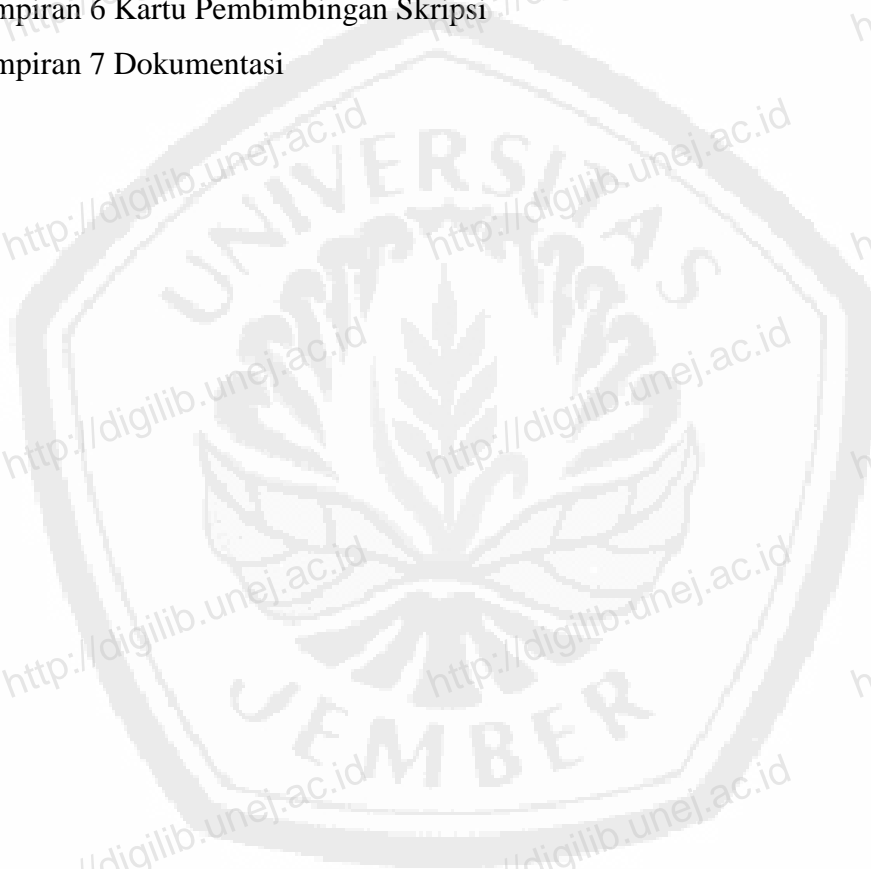 mpiran 6 Kartu Pembimbingan Skripsi
mpiran 7 Dokumentasi
http://digilib.unej.ac.id
http://digilib.unej.ac.id
UNIVERSITAS
http://digilib.unej.ac.id
http://digilib.unej.ac.id
http://digilib.unej.ac.id
http://digilib.unej.ac.id
JEMBER
//digilib.unej.ac.id
//digilib.unej.ac.id